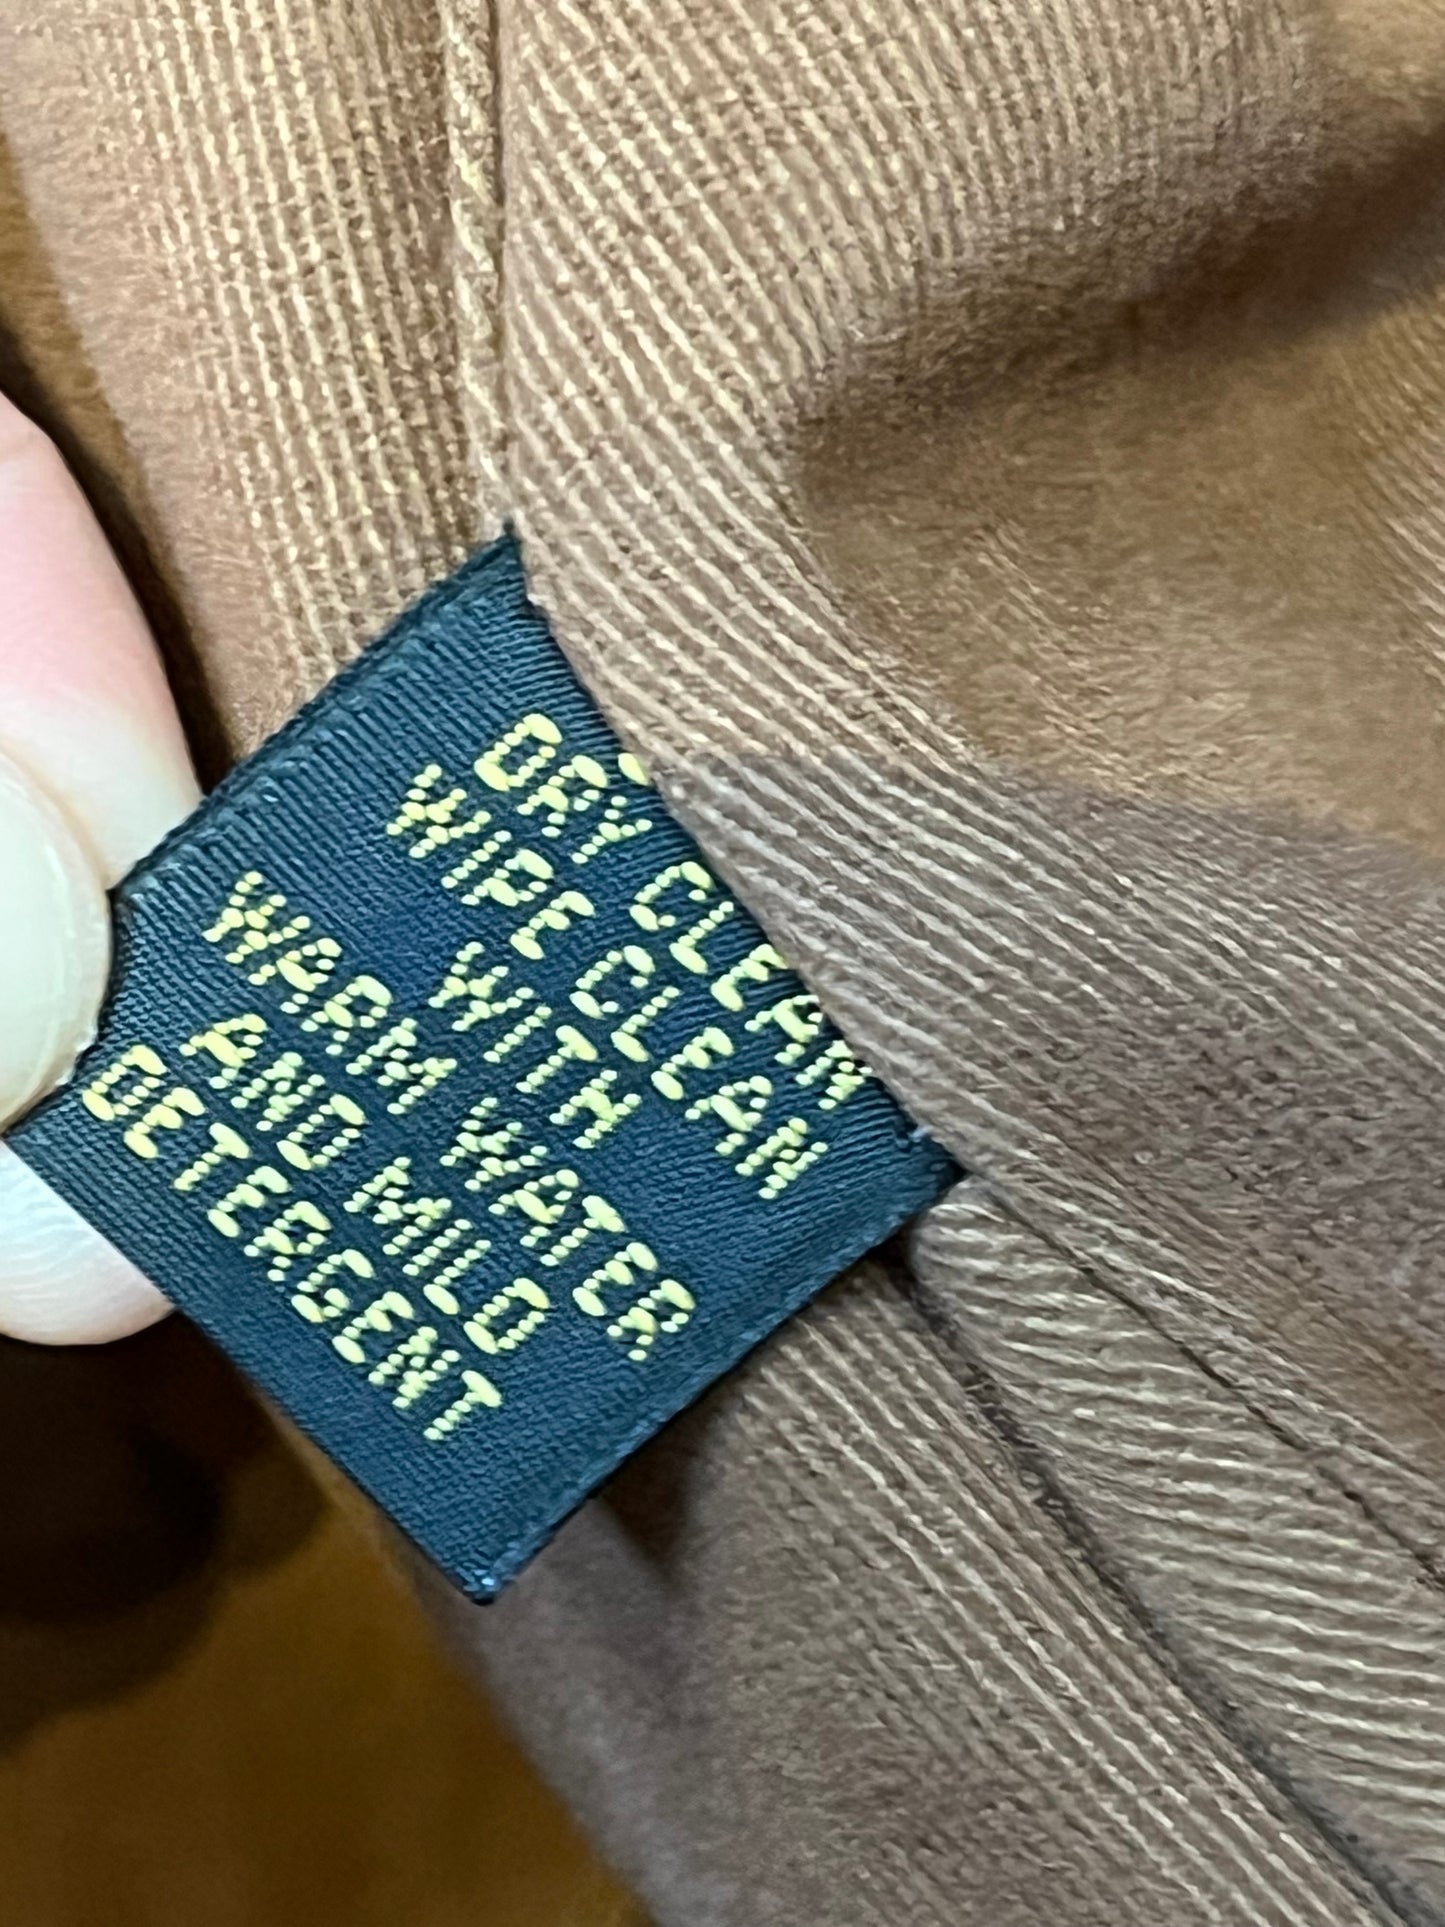 DRY CLEAN
WIPE CLEAN
WITH
WARM WATER
AND MILD
DETERGENT